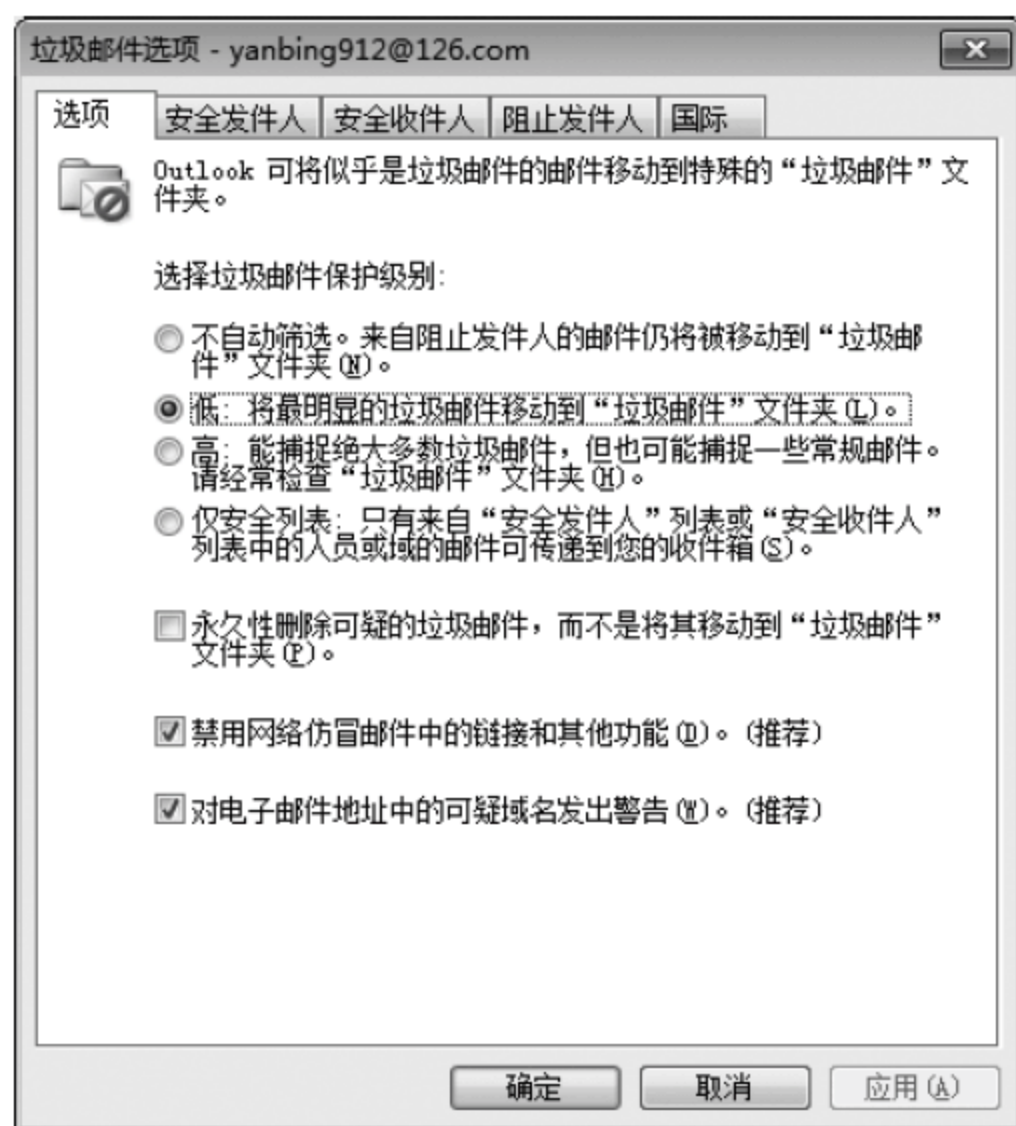 垃圾邮件选项 - yanbing912@126.com
选项 安全发件人 安全收件人 阻止发件人 国际
Outlook 可将似乎是垃圾邮件的邮件移动到特殊的“垃圾邮件”文
件夹。
选择垃圾邮件保护级别:
不自动筛选。来自阻止发件人的邮件仍将被移动到“垃圾邮
件”文件夹(N)。
低: 将最明显的垃圾邮件移动到“垃圾邮件”文件夹(L)。
高: 能捕捉绝大多数垃圾邮件，但也可能捕捉一些常规邮件。
请经常检查“垃圾邮件”文件夹(H)。
仅安全列表: 只有来自“安全发件人”列表或“安全收件人”
列表中的人员或域的邮件可传递到您的收件箱(S)。
永久性删除可疑的垃圾邮件，而不是将其移动到“垃圾邮件”
文件夹(P)。
禁用网络仿冒邮件中的链接和其他功能(D)。(推荐)
对电子邮件地址中的可疑域名发出警告(W)。(推荐)
确定 取消 应用(A)